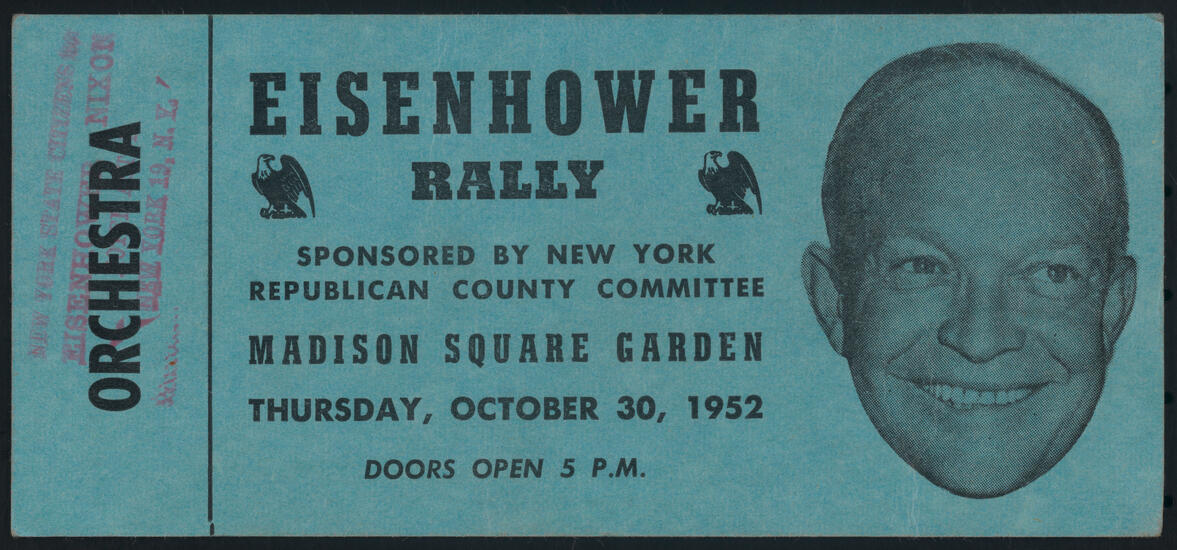 NEW YORK STATE CITIZENS
EISENHOWER NIXON
NEW YORK 19, N. Y.
ORCHESTRA
EISENHOWER
RALLY
SPONSORED BY NEW YORK
REPUBLICAN COUNTY COMMITTEE
MADISON SQUARE GARDEN
THURSDAY, OCTOBER 30, 1952
DOORS OPEN 5 P.M.